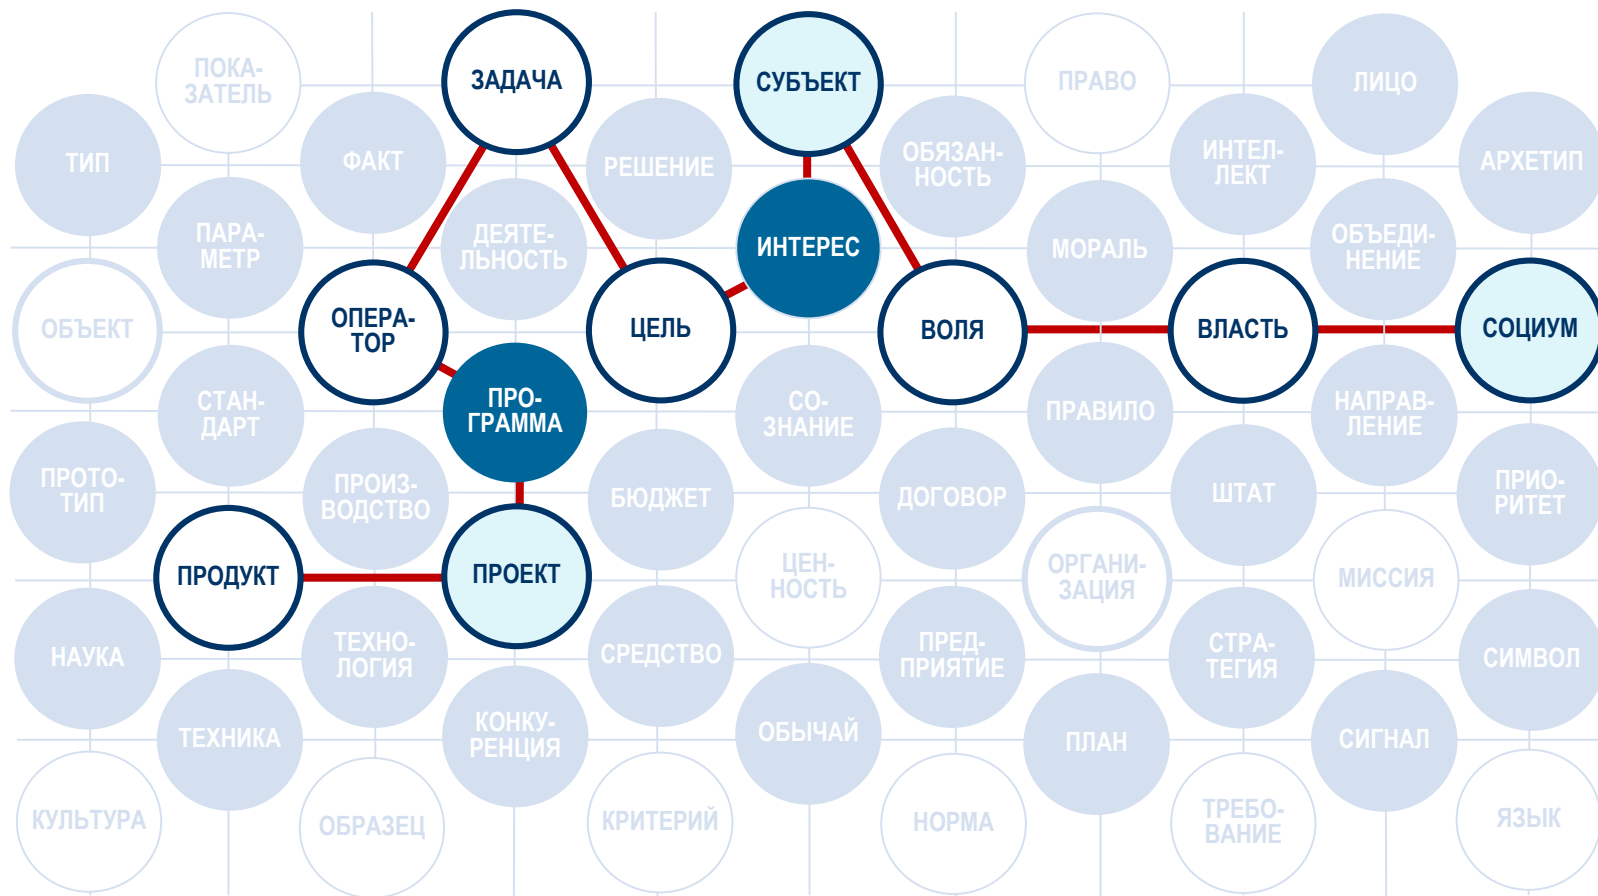 ПОКА-
ЗАТЕЛЬ
ЗАДАЧА
СУБЪЕКТ
ПРАВО
ЛИЦО
ТИП
ФАКТ
РЕШЕНИЕ
ОБЯЗАН-
НОСТЬ
ИНТЕЛ-
ЛЕКТ
АРХЕТИП
ПАРА-
МЕТР
ДЕЯТЕ-
ЛЬНОСТЬ
ИНТЕРЕС
МОРАЛЬ
ОБЪЕДИ-
НЕНИЕ
ОБЪЕКТ
ОПЕРА-
ТОР
ЦЕЛЬ
ВОЛЯ
ВЛАСТЬ
СОЦИУМ
СТАН-
ДАРТ
ПРО-
ГРАММА
СО-
ЗНАНИЕ
ПРАВИЛО
НАПРАВ-
ЛЕНИЕ
ПРОТО-
ТИП
ПРОИЗ-
ВОДСТВО
БЮДЖЕТ
ДОГОВОР
ШТАТ
ПРИО-
РИТЕТ
ПРОДУКТ
ПРОЕКТ
ЦЕН-
НОСТЬ
ОРГАНИ-
ЗАЦИЯ
МИССИЯ
НАУКА
ТЕХНО-
ЛОГИЯ
СРЕДСТВО
ПРЕД-
ПРИЯТИЕ
СТРА-
ТЕГИЯ
СИМВОЛ
ТЕХНИКА
КОНКУ-
РЕНЦИЯ
ОБЫЧАЙ
ПЛАН
СИГНАЛ
КУЛЬТУРА
ОБРАЗЕЦ
КРИТЕРИЙ
НОРМА
ТРЕБО-
ВАНИЕ
ЯЗЫК